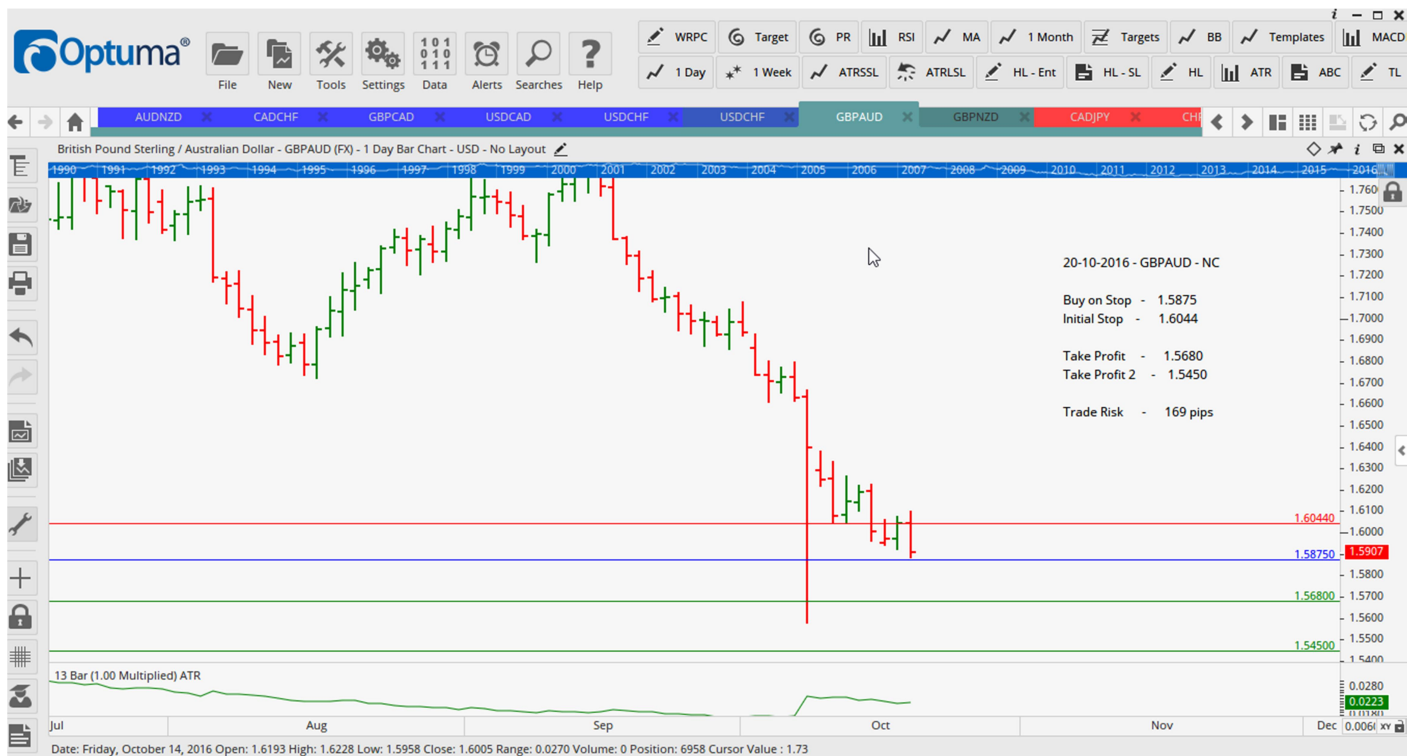 i
Optuma®
File
New
Tools
Settings
101
010
111
Data
Alerts
Searches
?
Help
WRPC
Target
PR
RSI
MA
1 Month
Targets
BB
Templates
MACD
1 Day
1 Week
ATRSSL
ATRLSL
HL - Ent
HL - SL
HL
ATR
ABC
TL
AUDNZD
CADCHF
GBPCAD
USDCAD
USDCHF
USDCHF
GBPAUD
GBPNZD
CADJPY
British Pound Sterling / Australian Dollar - GBPAUD (FX) - 1 Day Bar Chart - USD - No Layout
i
1990 1991 1992 1993 1994 1995 1996 1997 1998 1999 2000 2001 2002 2003 2004 2005 2006 2007 2008 2009 2010 2011 2012 2013 2014 2015 2016
1.760
1.7500
1.7400
1.7300
1.7200
1.7100
1.7000
1.6900
1.6800
1.6700
1.6600
1.6500
1.6400
1.6300
1.6200
1.6100
1.6000
1.5907
1.5800
1.5700
1.5600
1.5500
1.5400
20-10-2016 - GBPAUD - NC
Buy on Stop - 1.5875
Initial Stop - 1.6044
Take Profit - 1.5680
Take Profit 2 - 1.5450
Trade Risk - 169 pips
1.60440
1.58750
1.56800
1.54500
13 Bar (1.00 Multiplied) ATR
0.0280
0.0223
0.0180
Jul
Aug
Sep
Oct
Nov
Dec
XY
Date: Friday, October 14, 2016 Open: 1.6193 High: 1.6228 Low: 1.5958 Close: 1.6005 Range: 0.0270 Volume: 0 Position: 6958 Cursor Value : 1.73